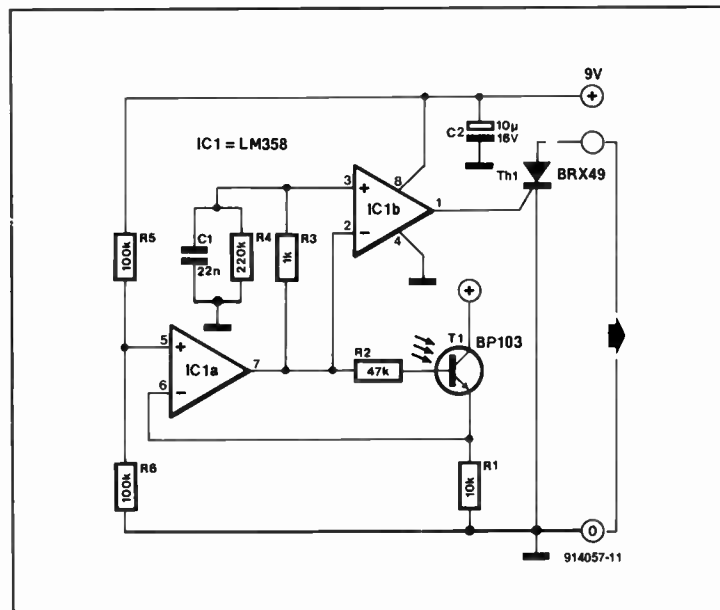 9V
+
IC1 = LM358
C2
10µ
16V
Th1
BRX49
8
3
+
IC1b
1
2
−
4
R5
100k
C1
22n
R4
220k
R3
1k
+
T1
BP103
5
+
IC1a
7
6
−
R2
47k
R6
100k
R1
10k
0
914057-11